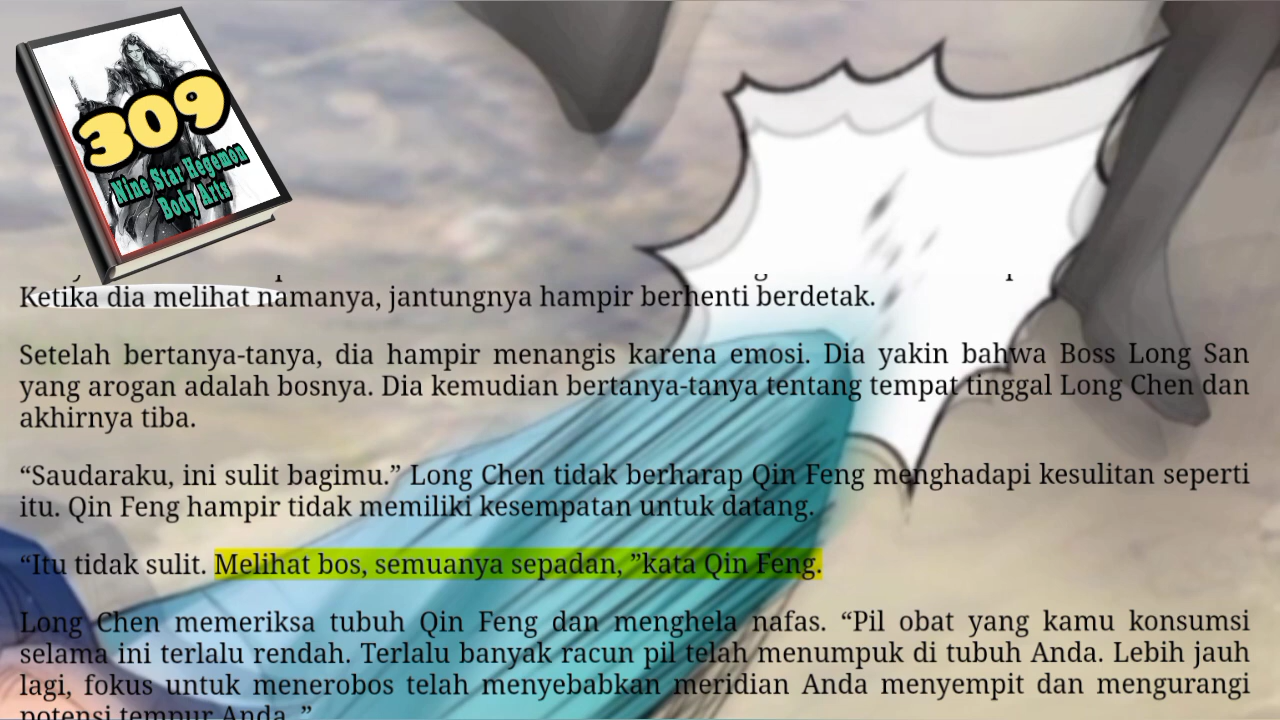 309
Nine Star Hegemon
Body Arts
Ketika dia melihat namanya, jantungnya hampir berhenti berdetak.
Setelah bertanya-tanya, dia hampir menangis karena emosi. Dia yakin bahwa Boss Long San
yang arogan adalah bosnya. Dia kemudian bertanya-tanya tentang tempat tinggal Long Chen dan
akhirnya tiba.
“Saudaraku, ini sulit bagimu.” Long Chen tidak berharap Qin Feng menghadapi kesulitan seperti
itu. Qin Feng hampir tidak memiliki kesempatan untuk datang.
“Itu tidak sulit. Melihat bos, semuanya sepadan, ”kata Qin Feng.
Long Chen memeriksa tubuh Qin Feng dan menghela nafas. “Pil obat yang kamu konsumsi
selama ini terlalu rendah. Terlalu banyak racun pil telah menumpuk di tubuh Anda. Lebih jauh
lagi, fokus untuk menerobos telah menyebabkan meridian Anda menyempit dan mengurangi
potensi tempur Anda. ”